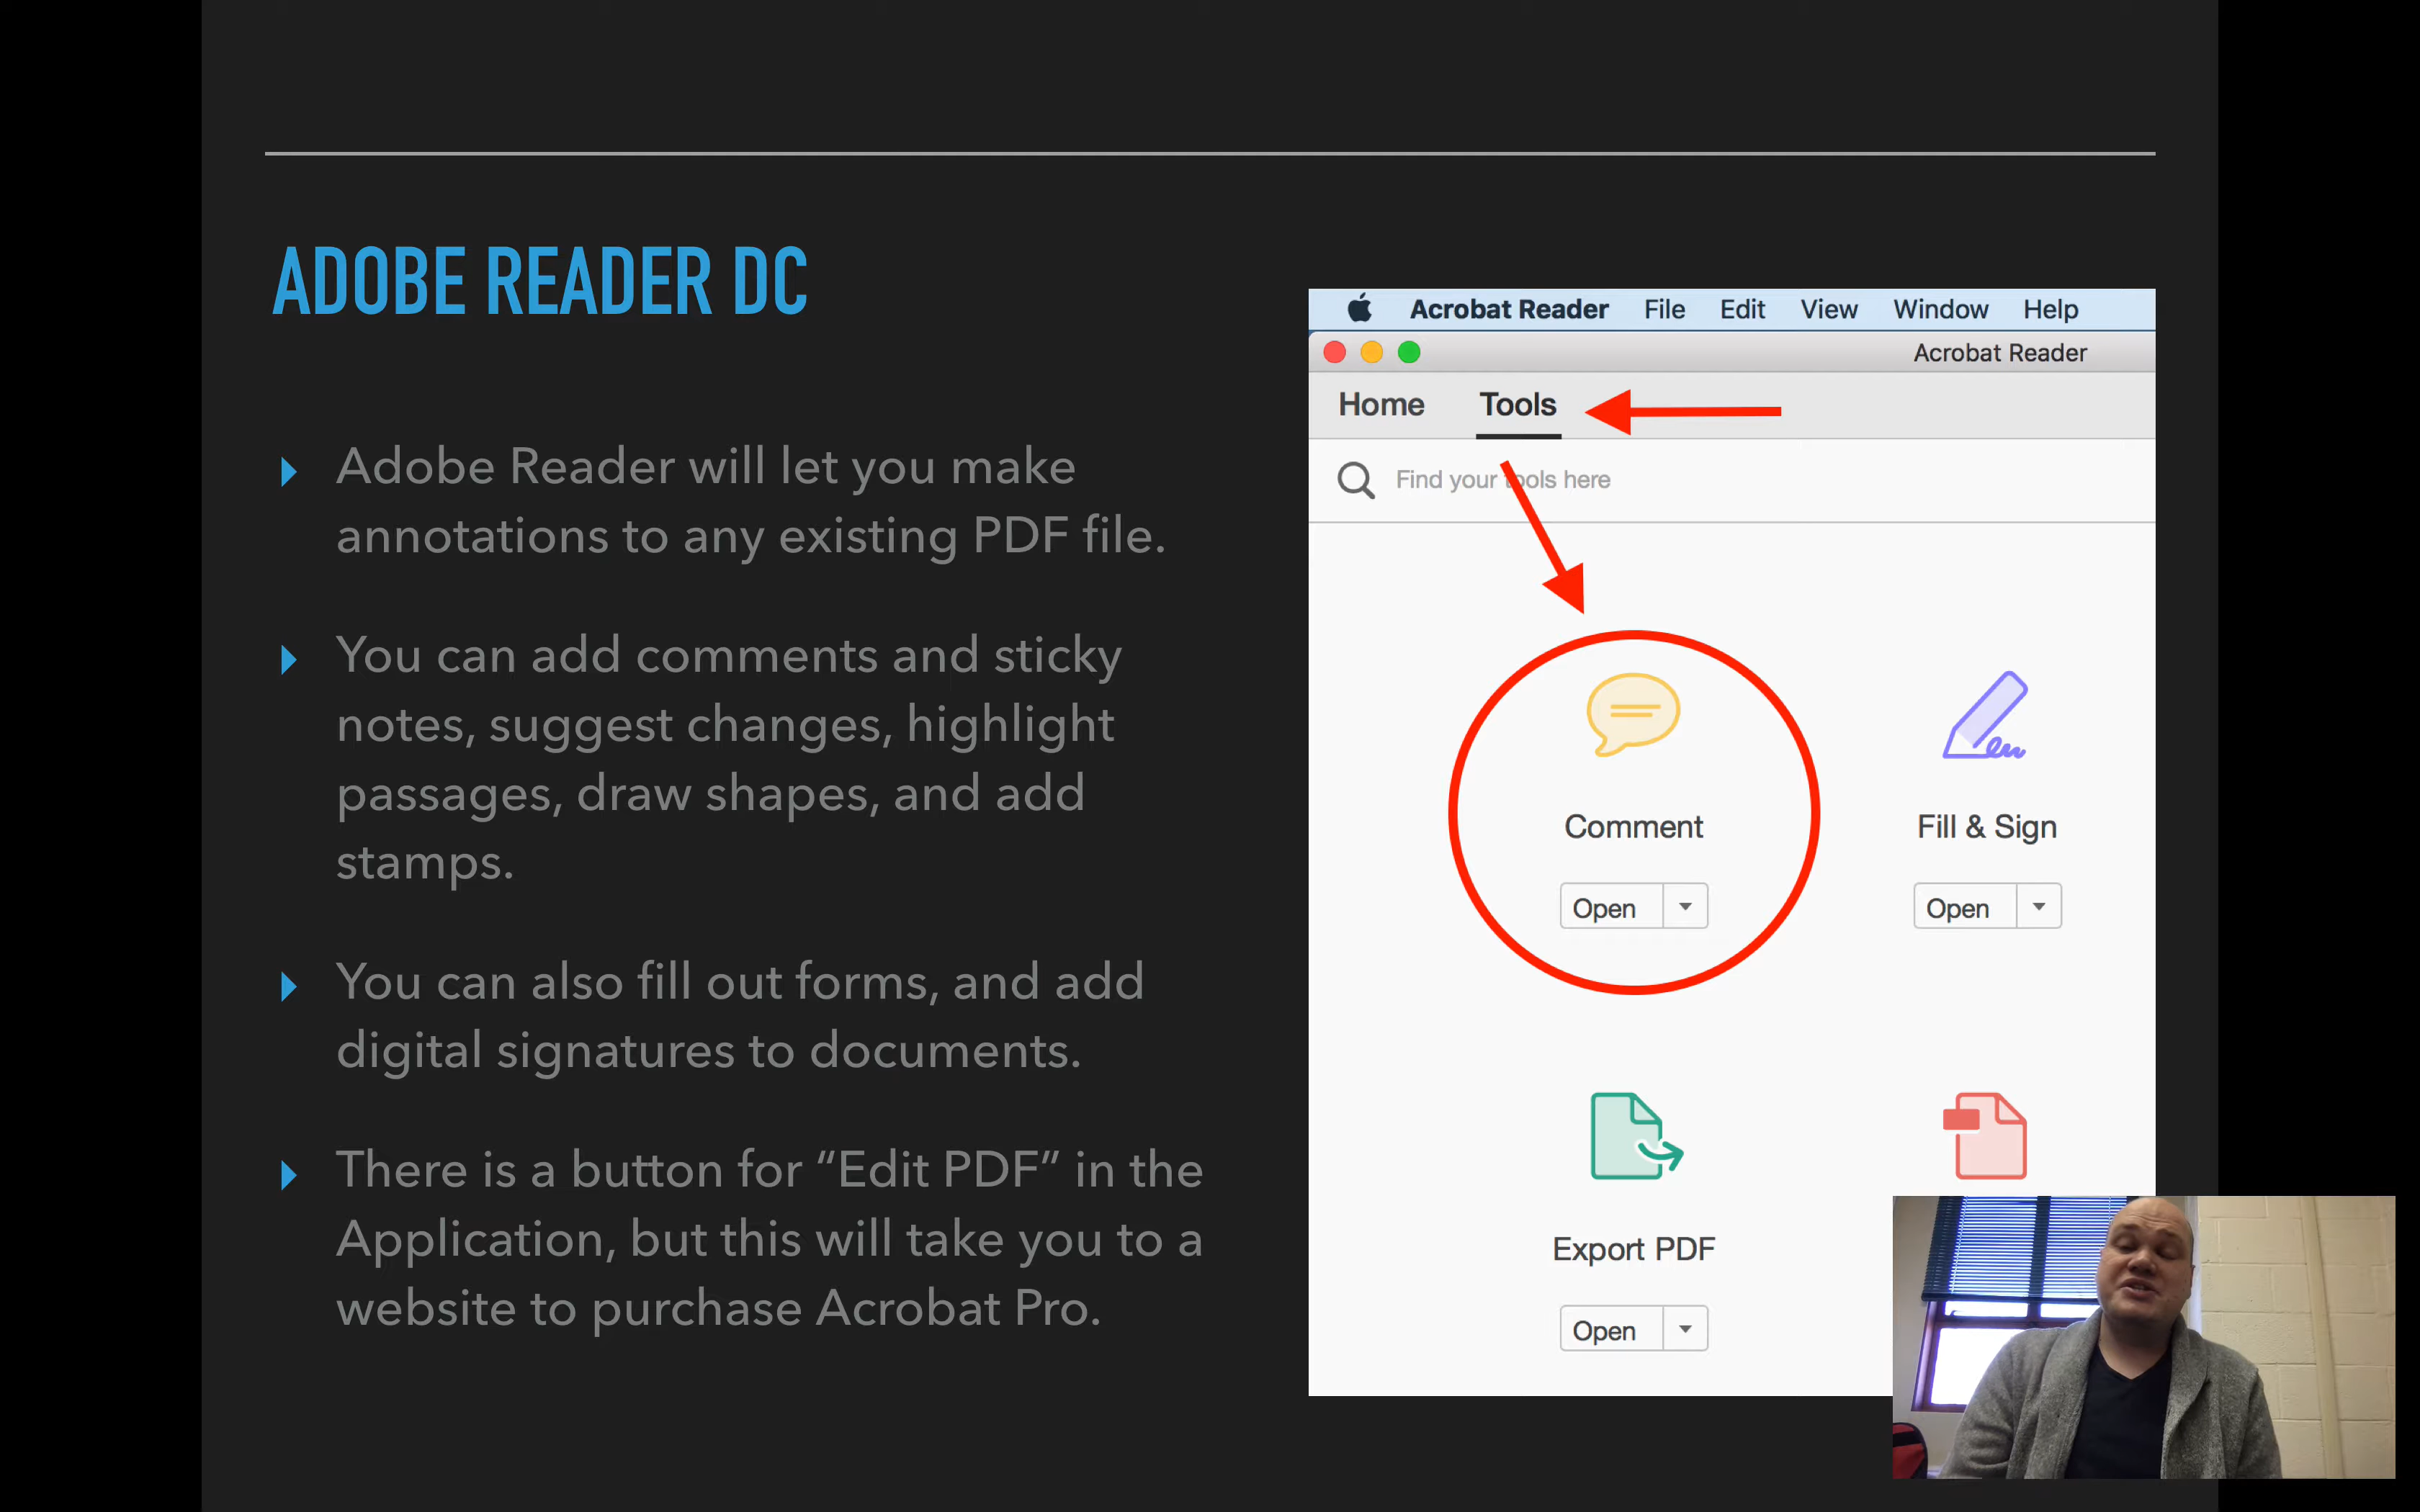 ADOBE READER DC
Adobe Reader will let you make
annotations to any existing PDF file.
You can add comments and sticky
notes, suggest changes, highlight
passages, draw shapes, and add
stamps.
You can also fill out forms, and add
digital signatures to documents.
There is a button for “Edit PDF” in the
Application, but this will take you to a
website to purchase Acrobat Pro.
Acrobat Reader File Edit View Window Help
Acrobat Reader
Home Tools
Find your tools here
Comment Fill & Sign
Open Open
Export PDF
Open